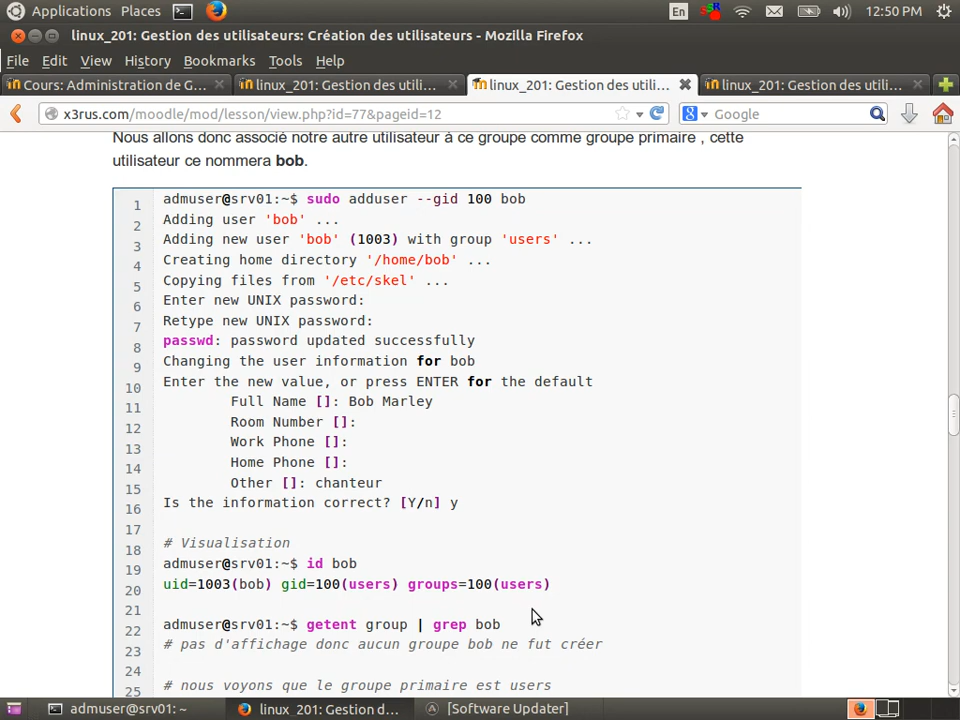 Applications Places En 12:50 PM
linux_201: Gestion des utilisateurs: Création des utilisateurs - Mozilla Firefox
File Edit View History Bookmarks Tools Help
Cours: Administration de G... linux_201: Gestion des utili... linux_201: Gestion des utili... linux_201: Gestion des utili...
x3rus.com/moodle/mod/lesson/view.php?id=77&pageid=12 Google
Nous allons donc associé notre autre utilisateur à ce groupe comme groupe primaire , cette
utilisateur ce nommera bob.
1 admuser@srv01:~$ sudo adduser --gid 100 bob
2 Adding user 'bob' ...
3 Adding new user 'bob' (1003) with group 'users' ...
4 Creating home directory '/home/bob' ...
5 Copying files from '/etc/skel' ...
6 Enter new UNIX password:
7 Retype new UNIX password:
8 passwd: password updated successfully
9 Changing the user information for bob
10 Enter the new value, or press ENTER for the default
11 Full Name []: Bob Marley
12 Room Number []:
13 Work Phone []:
14 Home Phone []:
15 Other []: chanteur
16 Is the information correct? [Y/n] y
17
18 # Visualisation
19 admuser@srv01:~$ id bob
20 uid=1003(bob) gid=100(users) groups=100(users)
21
22 admuser@srv01:~$ getent group | grep bob
23 # pas d'affichage donc aucun groupe bob ne fut créer
24
25 # nous voyons que le groupe primaire est users
admuser@srv01: ~ linux_201: Gestion d... [Software Updater]